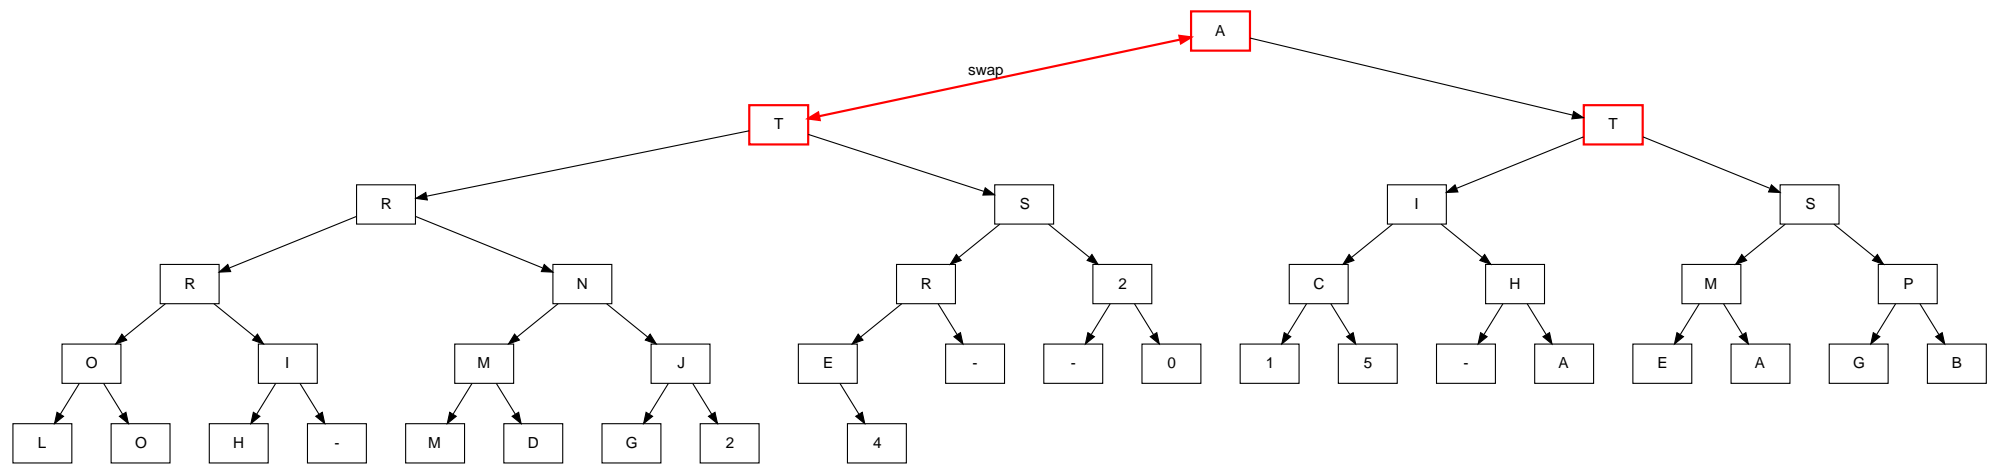 A
swap
T T
R S I S
R N R 2 C H M P
O I M J E - - 0 1 5 - A E A G B
L O H - M D G 2 4